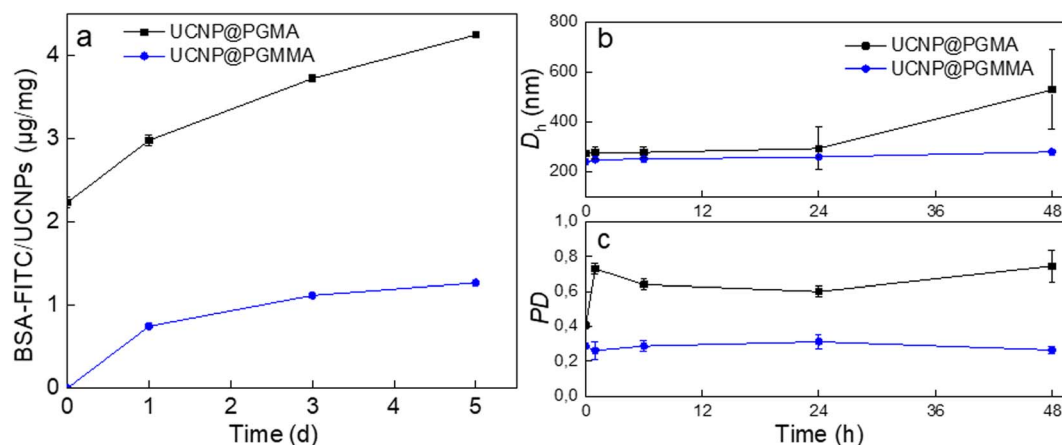 a
UCNP@PGMA
UCNP@PGMMA
BSA-FITC/UCNPs (µg/mg)
4
3
2
1
0
0 1 2 3 4 5
Time (d)
b
UCNP@PGMA
UCNP@PGMMA
Dh (nm)
800
600
400
200
0 12 24 36 48
c
PD
1,0
0,8
0,6
0,4
0,2
0,0
0 12 24 36 48
Time (h)